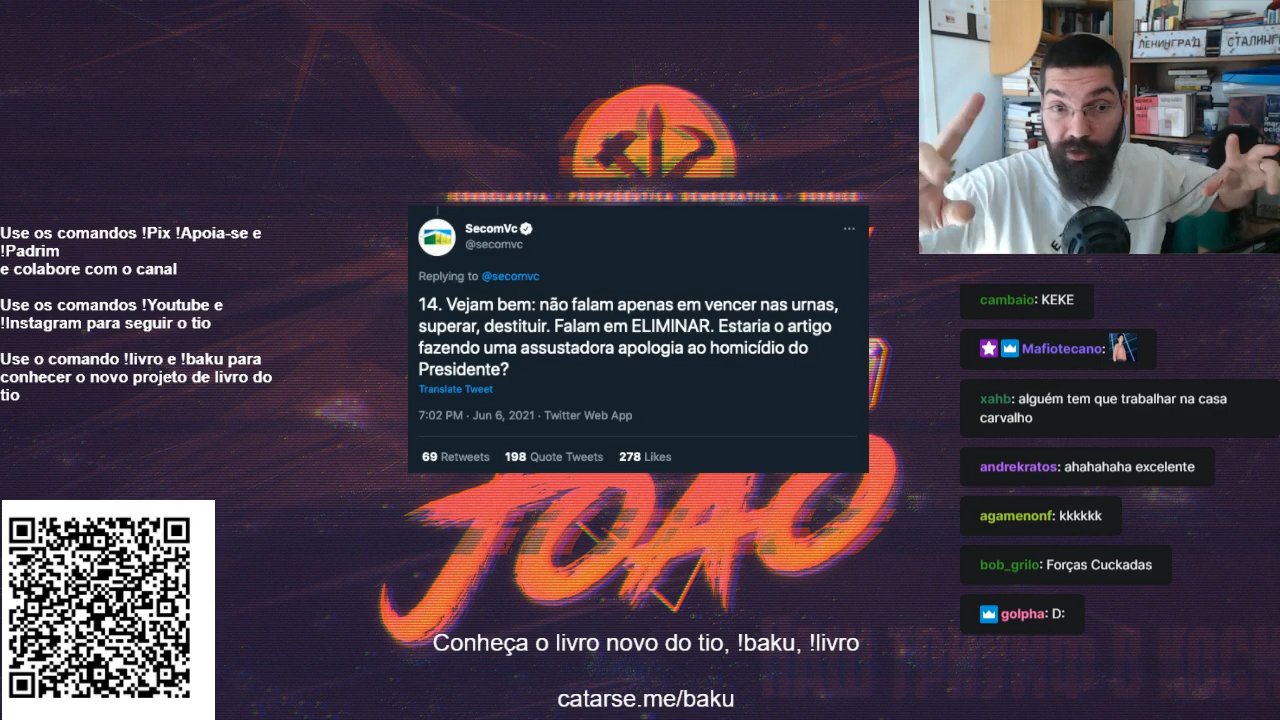 Use os comandos !Pix !Apoia-se e
!Padrim
e colabore com o canal
Use os comandos !Youtube e
!Instagram para seguir o tio
Use o comando !livro e !baku para
conhecer o novo projeto de livro do
tio
SecomVc
@secomvc
Replying to @secomvc
14. Vejam bem: não falam apenas em vencer nas urnas,
superar, destituir. Falam em ELIMINAR. Estaria o artigo
fazendo uma assustadora apologia ao homicídio do
Presidente?
Translate Tweet
7:02 PM · Jun 6, 2021 · Twitter Web App
69 Retweets 198 Quote Tweets 278 Likes
JOÃO
Conheça o livro novo do tio, !baku, !livro
catarse.me/baku
ЛЕНИНГРАД
cambaio: KEKE
Mafiotecano:
xahb: alguém tem que trabalhar na casa
carvalho
andrekratos: ahahahaha excelente
agamenonf: kkkkkk
bob_grilo: Forças Cuckadas
golpha: D: